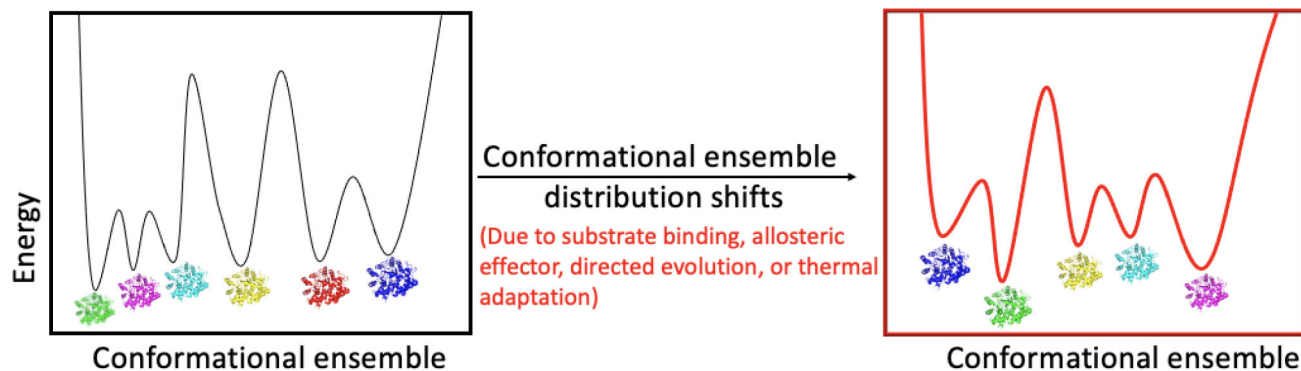 Energy
Conformational ensemble
Conformational ensemble
distribution shifts
(Due to substrate binding, allosteric
effector, directed evolution, or thermal
adaptation)
Conformational ensemble